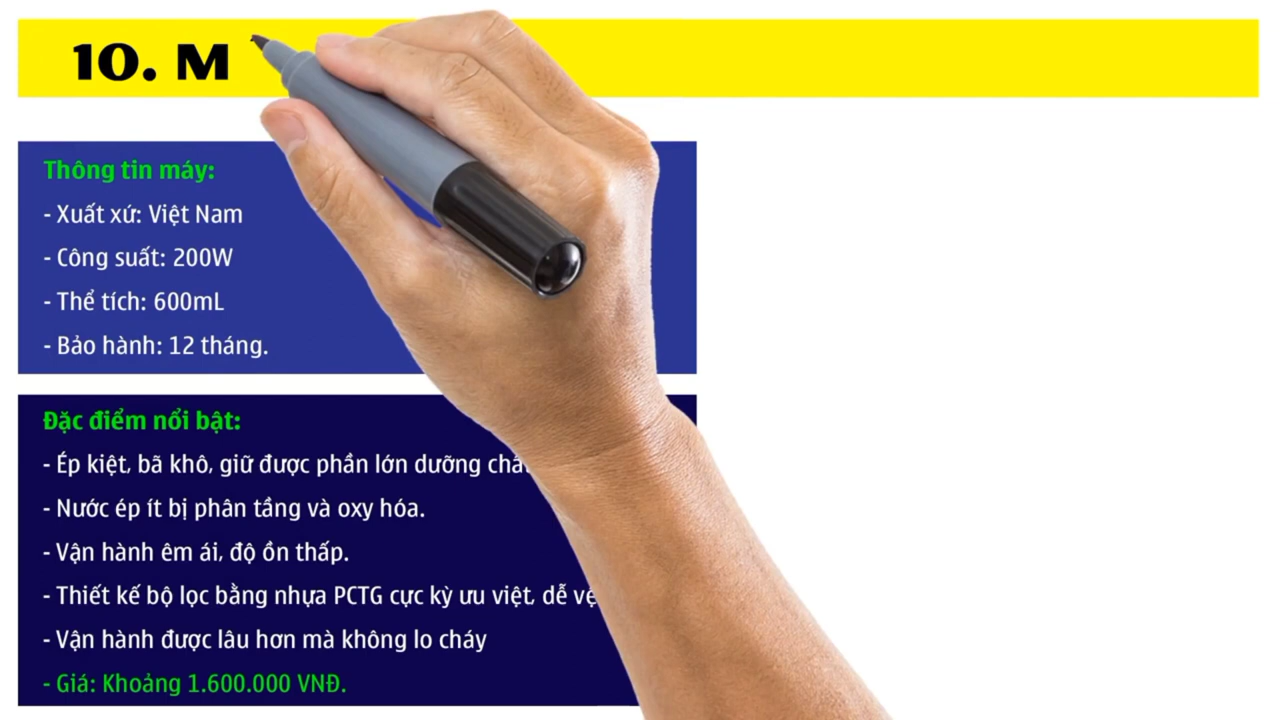 10. M
Thông tin máy:
- Xuất xứ: Việt Nam
- Công suất: 200W
- Thể tích: 600mL
- Bảo hành: 12 tháng.
Đặc điểm nổi bật:
- Ép kiệt, bã khô, giữ được phần lớn dưỡng
- Nước ép ít bị phân tầng và oxy hóa.
- Vận hành êm ái, độ ồn thấp.
- Thiết kế bộ lọc bằng nhựa PCTG cực kỳ ưu việt, dễ
- Vận hành được lâu hơn mà không lo cháy
- Giá: Khoảng 1.600.000 VNĐ.